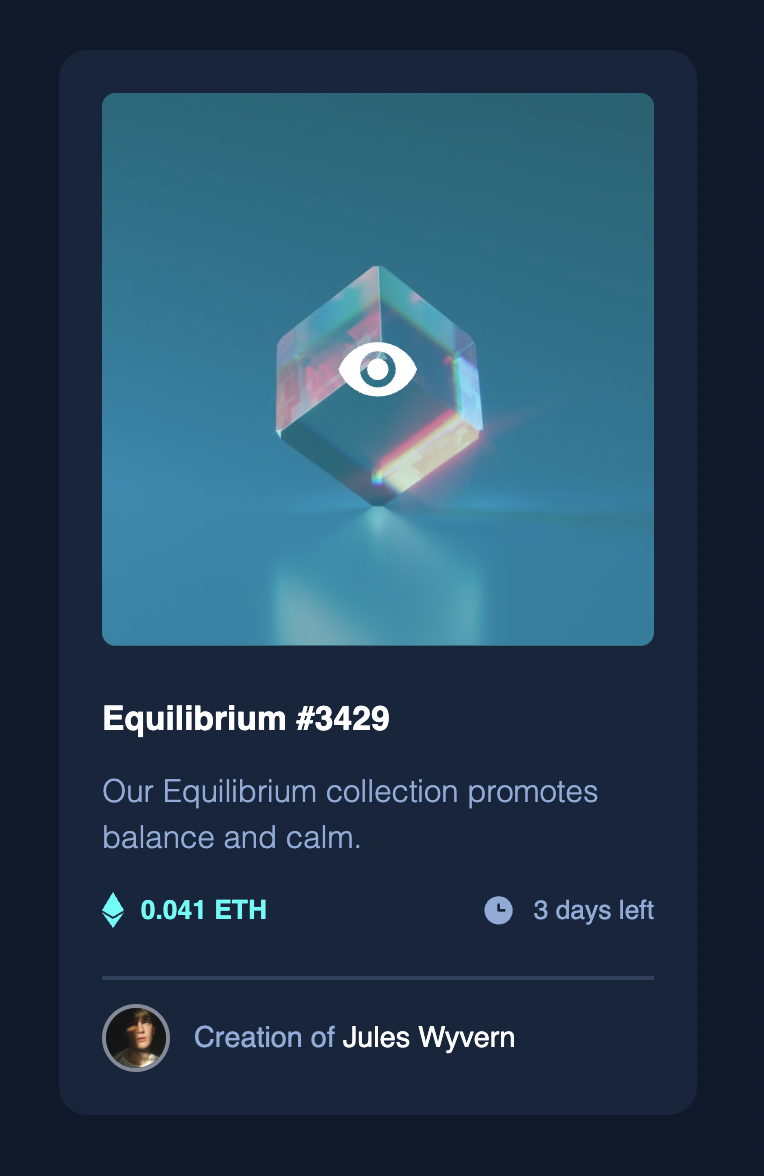 Equilibrium #3429
Our Equilibrium collection promotes
balance and calm.
0.041 ETH
3 days left
Creation of Jules Wyvern